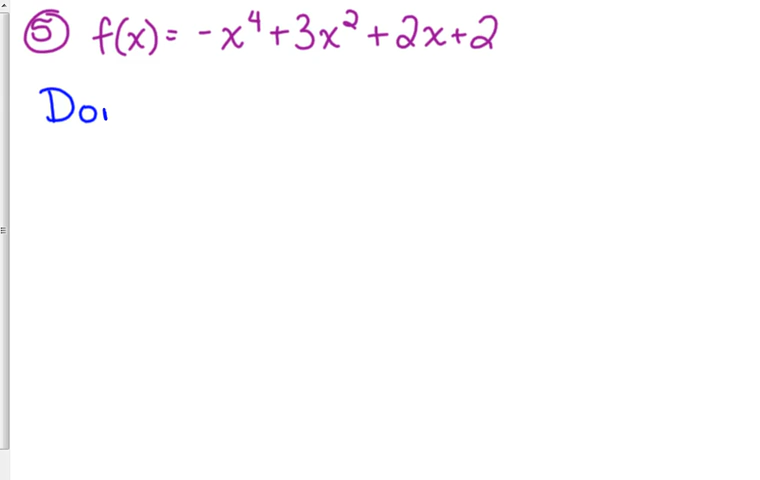 ⑤ f(x) = -x⁴+3x²+2x+2
Do